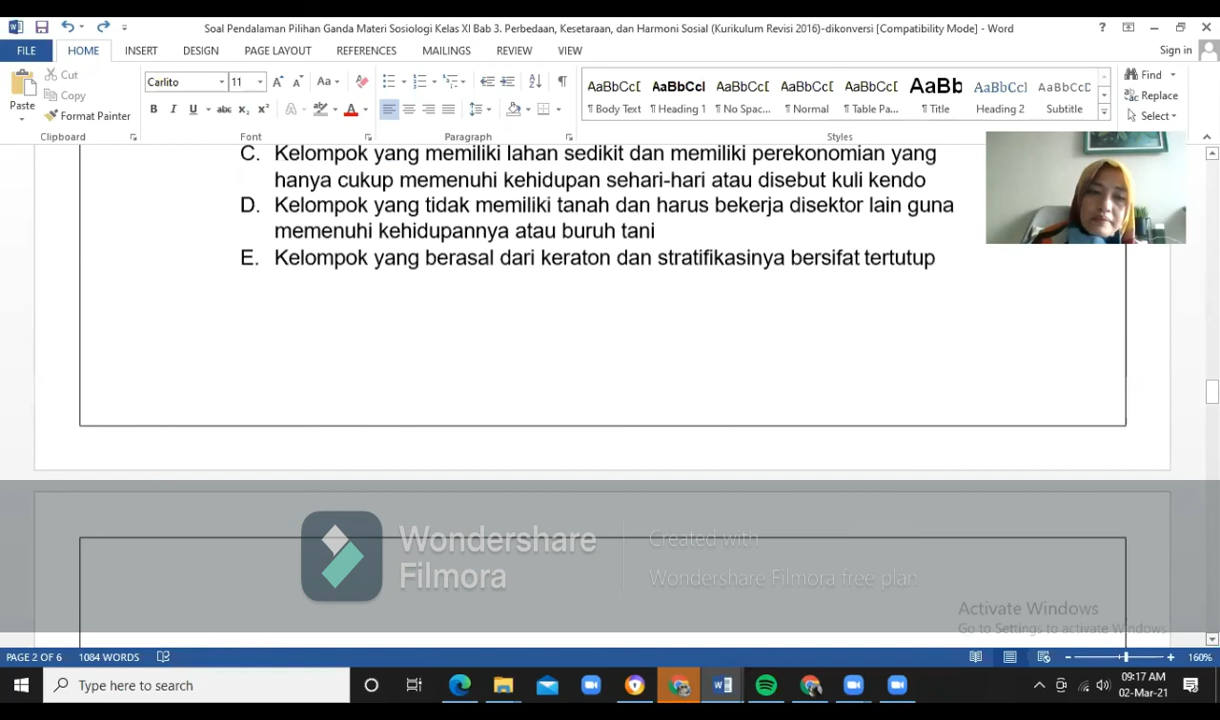 Soal Pendalaman Pilihan Ganda Materi Sosiologi Kelas XI Bab 3. Perbedaan, Kesetaraan, dan Harmoni Sosial (Kurikulum Revisi 2016)-dikonversi [Compatibility Mode] - Word
FILE HOME INSERT DESIGN PAGE LAYOUT REFERENCES MAILINGS REVIEW VIEW Sign in
Cut
Copy
Format Painter
Paste
Clipboard
Carlito 11
Font
Paragraph
AaBbCc[ AaBbCcI AaBbCc[ AaBbCc[ AaBbCc[ AaBb AaBbCcI AaBbCcD
¶ Body Text ¶ Heading 1 ¶ No Spac... ¶ Normal ¶ Table Pa... ¶ Title Heading 2 Subtitle
Styles
Find
Replace
Select
C. Kelompok yang memiliki lahan sedikit dan memiliki perekonomian yang
hanya cukup memenuhi kehidupan sehari-hari atau disebut kuli kendo
D. Kelompok yang tidak memiliki tanah dan harus bekerja disektor lain guna
memenuhi kehidupannya atau buruh tani
E. Kelompok yang berasal dari keraton dan stratifikasinya bersifat tertutup
Wondershare
Filmora
Created with
Wondershare Filmora free plan
Activate Windows
Go to Settings to activate Windows.
PAGE 2 OF 6 1084 WORDS 160%
Type here to search
09:17 AM
02-Mar-21